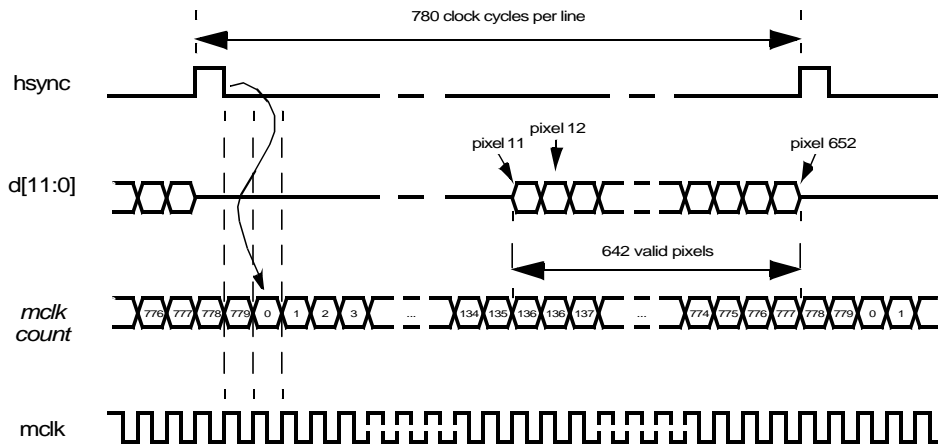 780 clock cycles per line
hsync
pixel 11
pixel 12
pixel 652
d[11:0]
642 valid pixels
mclk
count
776 777 778 779 0 1 2 3 ... 134 135 136 136 137 ... 774 775 776 777 778 779 0 1
mclk